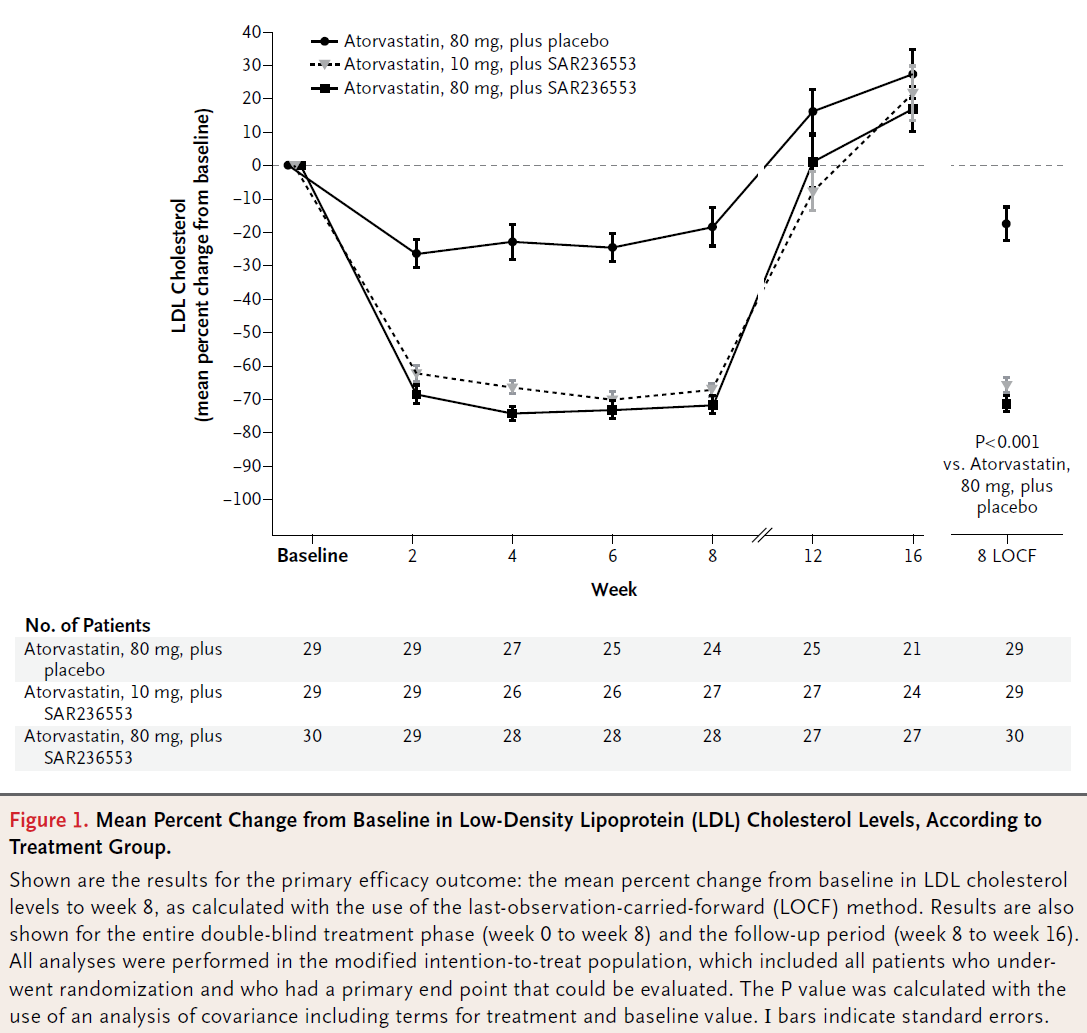 40
30
20
10
0
−10
−20
−30
−40
−50
−60
−70
−80
−90
−100
LDL Cholesterol
(mean percent change from baseline)
Atorvastatin, 80 mg, plus placebo
Atorvastatin, 10 mg, plus SAR236553
Atorvastatin, 80 mg, plus SAR236553
P<0.001
vs. Atorvastatin,
80 mg, plus
placebo
Baseline 2 4 6 8 12 16 8 LOCF
Week
No. of Patients
Atorvastatin, 80 mg, plus 29 29 27 25 24 25 21 29
placebo
Atorvastatin, 10 mg, plus 29 29 26 26 27 27 24 29
SAR236553
Atorvastatin, 80 mg, plus 30 29 28 28 28 27 27 30
SAR236553
Figure 1. Mean Percent Change from Baseline in Low-Density Lipoprotein (LDL) Cholesterol Levels, According to
Treatment Group.
Shown are the results for the primary efficacy outcome: the mean percent change from baseline in LDL cholesterol
levels to week 8, as calculated with the use of the last-observation-carried-forward (LOCF) method. Results are also
shown for the entire double-blind treatment phase (week 0 to week 8) and the follow-up period (week 8 to week 16).
All analyses were performed in the modified intention-to-treat population, which included all patients who under-
went randomization and who had a primary end point that could be evaluated. The P value was calculated with the
use of an analysis of covariance including terms for treatment and baseline value. I bars indicate standard errors.